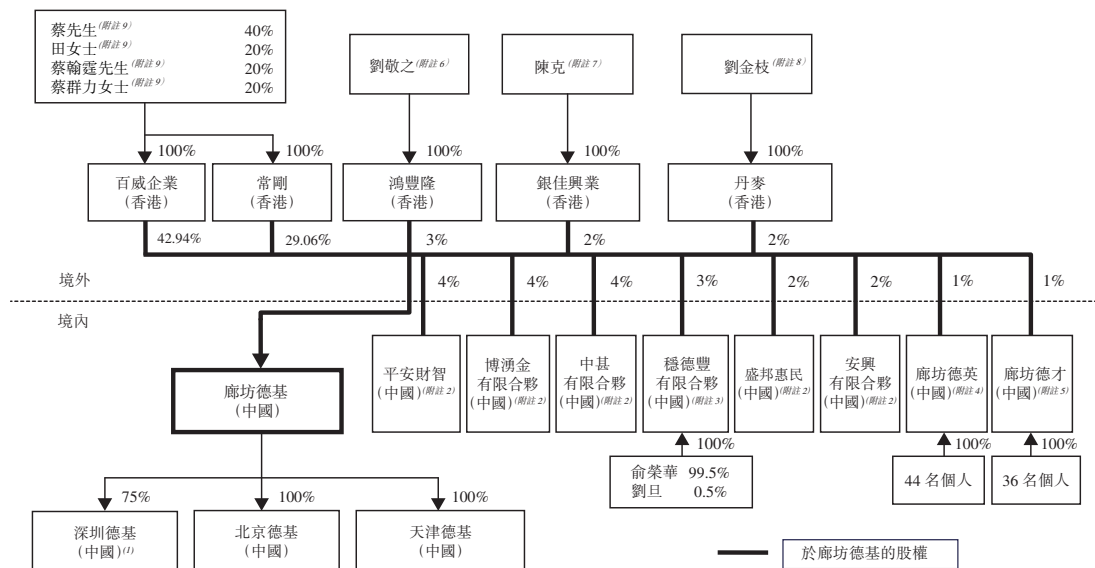 蔡先生(附註 9) 40%
田女士(附註 9) 20%
蔡翰霆先生(附註 9) 20%
蔡群力女士(附註 9) 20%
劉敬之(附註 6)
陳克(附註 7)
劉金枝(附註 8)
100% 100% 100% 100% 100%
百威企業
(香港)
常剛
(香港)
鴻豐隆
(香港)
銀佳興業
(香港)
丹麥
(香港)
42.94% 29.06% 3% 2% 2%
境外
4% 4% 4% 3% 2% 2% 1% 1%
境內
廊坊德基
(中國)
平安財智
(中國)(附註 2)
博湧金
有限合夥
(中國)(附註 2)
中甚
有限合夥
(中國)(附註 2)
穩德豐
有限合夥
(中國)(附註 3)
盛邦惠民
(中國)(附註 2)
安興
有限合夥
(中國)(附註 2)
廊坊德英
(中國)(附註 4)
廊坊德才
(中國)(附註 5)
100% 100% 100%
俞榮華 99.5%
劉旦 0.5%
44 名個人
36 名個人
75% 100% 100%
深圳德基
(中國)(1)
北京德基
(中國)
天津德基
(中國)
於廊坊德基的股權